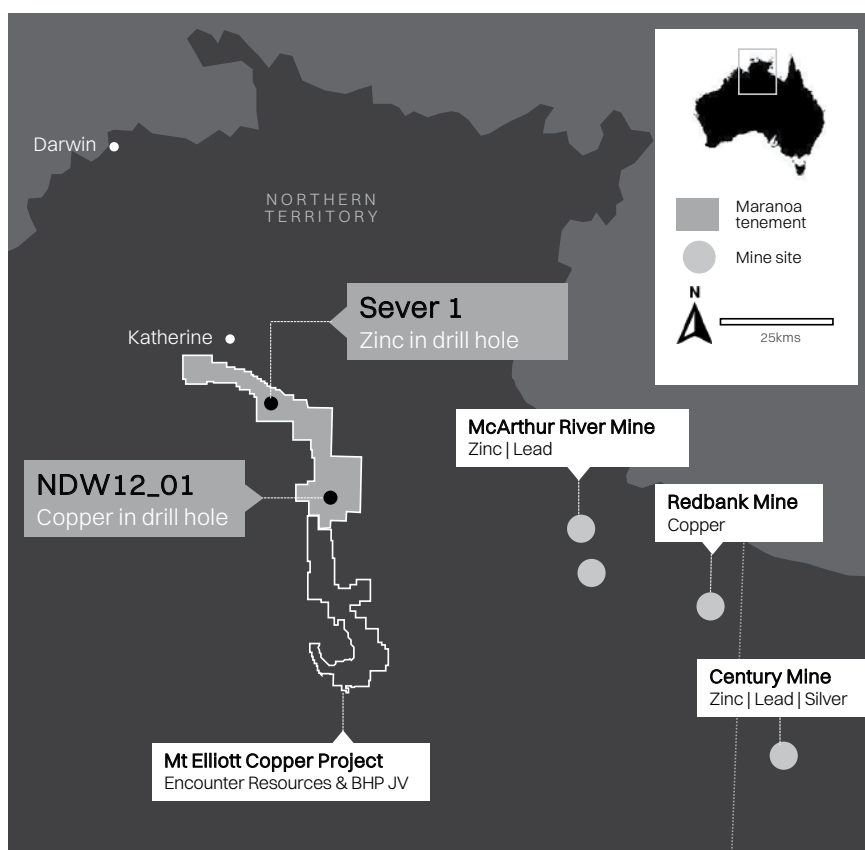 Darwin
NORTHERN
TERRITORY
Maranoa
tenement
Mine site
N
25kms
Sever 1
Zinc in drill hole
Katherine
McArthur River Mine
Zinc | Lead
NDW12_01
Copper in drill hole
Redbank Mine
Copper
Century Mine
Zinc | Lead | Silver
Mt Elliott Copper Project
Encounter Resources & BHP JV